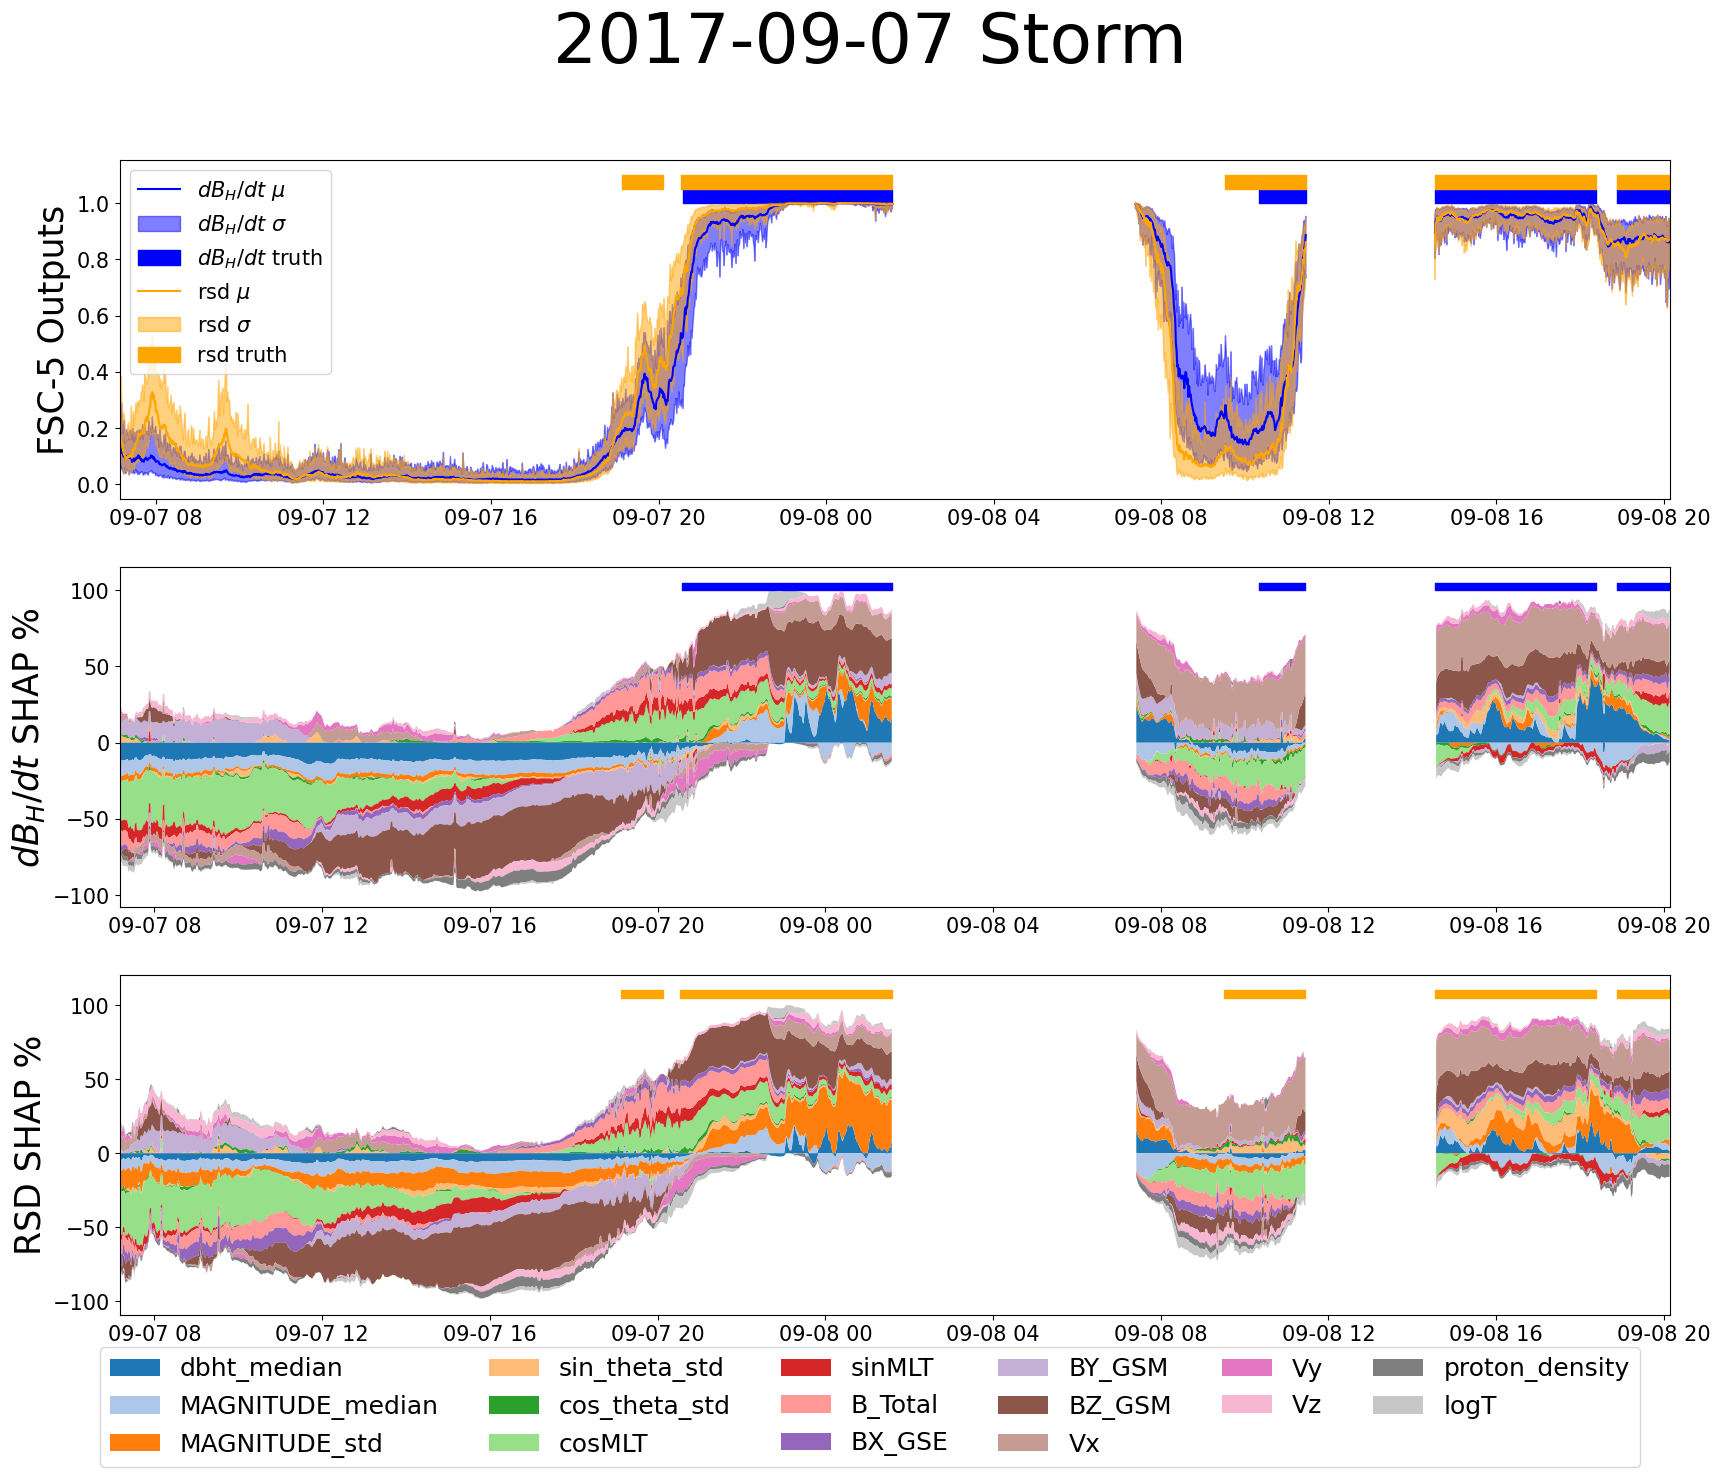 2017-09-07 Storm
FSC-5 Outputs
1.0
0.8
0.6
0.4
0.2
0.0
dB_H/dt μ
dB_H/dt σ
dB_H/dt truth
rsd μ
rsd σ
rsd truth
09-07 08 09-07 12 09-07 16 09-07 20 09-08 00 09-08 04 09-08 08 09-08 12 09-08 16 09-08 20
dB_H/dt SHAP %
100
50
0
−50
−100
09-07 08 09-07 12 09-07 16 09-07 20 09-08 00 09-08 04 09-08 08 09-08 12 09-08 16 09-08 20
RSD SHAP %
100
50
0
−50
−100
09-07 08 09-07 12 09-07 16 09-07 20 09-08 00 09-08 04 09-08 08 09-08 12 09-08 16 09-08 20
dbht_median sin_theta_std sinMLT BY_GSM Vy proton_density
MAGNITUDE_median cos_theta_std B_Total BZ_GSM Vz logT
MAGNITUDE_std cosMLT BX_GSE Vx